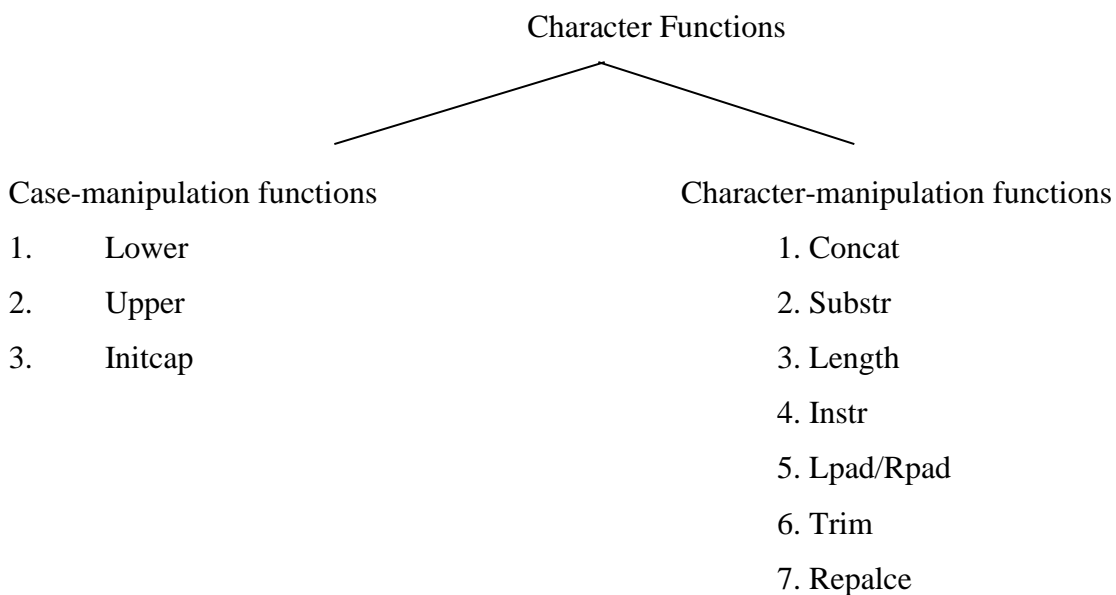 Character Functions
Case-manipulation functions
1. Lower
2. Upper
3. Initcap
Character-manipulation functions
1. Concat
2. Substr
3. Length
4. Instr
5. Lpad/Rpad
6. Trim
7. Repalce